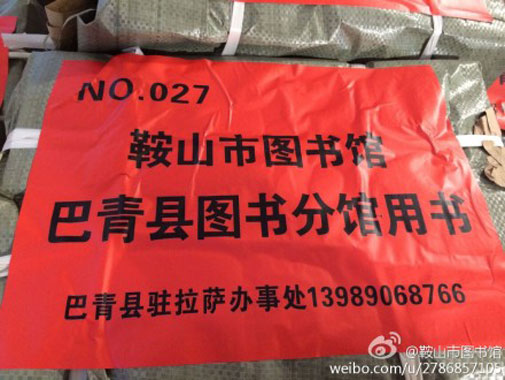 NO.027
鞍山市图书馆
巴青县图书分馆用书
巴青县驻拉萨办事处13989068766
@鞍山市图书馆
weibo.com/u/2786857105